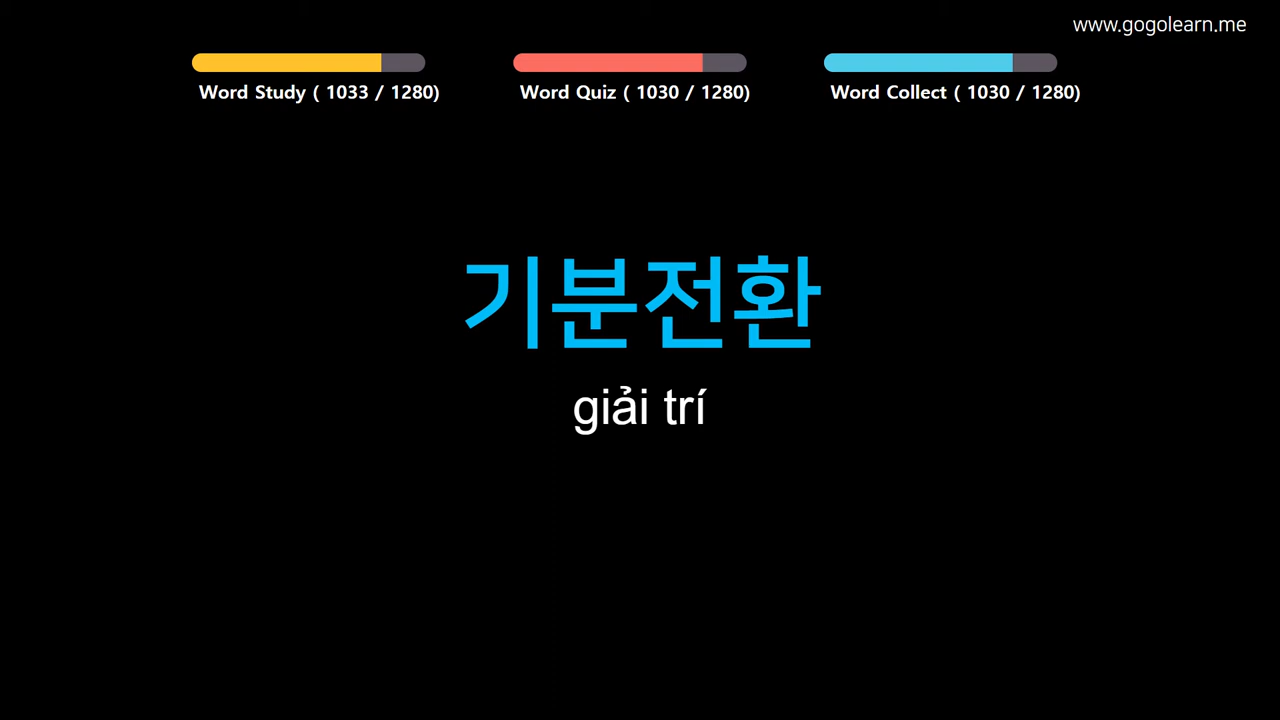 www.gogolearn.me
Word Study ( 1033 / 1280)
Word Quiz ( 1030 / 1280)
Word Collect ( 1030 / 1280)
기분전환
giải trí